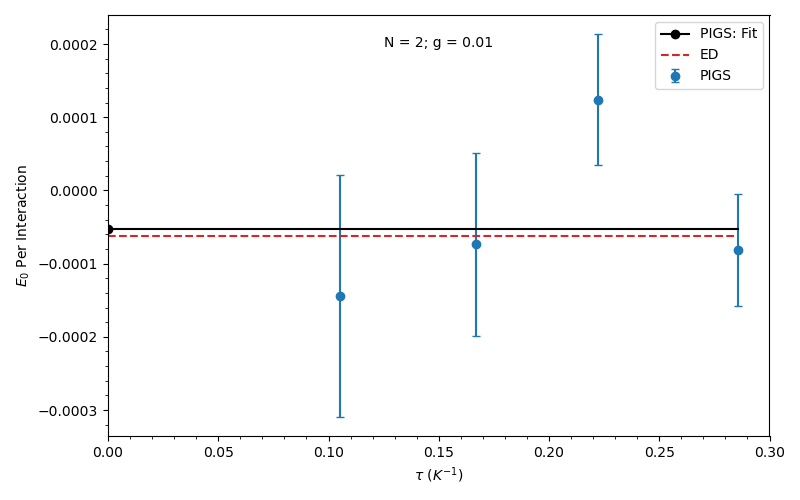 N = 2; g = 0.01
PIGS: Fit
ED
PIGS
E₀ Per Interaction
0.0002
0.0001
0.0000
−0.0001
−0.0002
−0.0003
0.00 0.05 0.10 0.15 0.20 0.25 0.30
τ (K⁻¹)